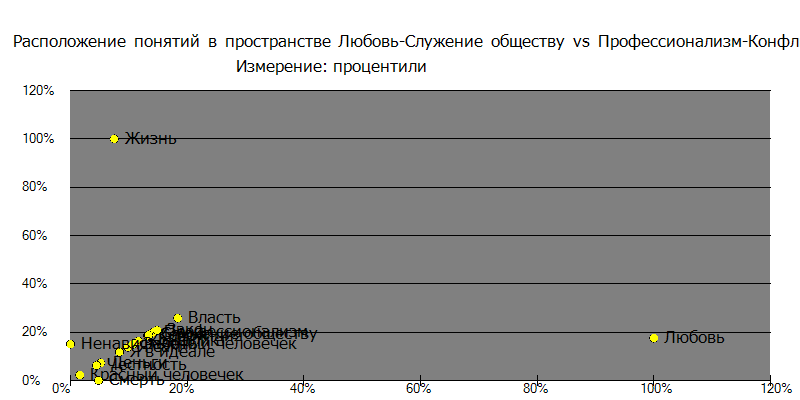 Расположение понятий в пространстве Любовь-Служение обществу vs Профессионализм-Конфл
Измерение: процентили
120%
100%
Жизнь
80%
60%
40%
Власть
20%
Закон
Любовь
Я в идеале
Деньги
Красный человечек
Смерть
0%
0% 20% 40% 60% 80% 100% 120%